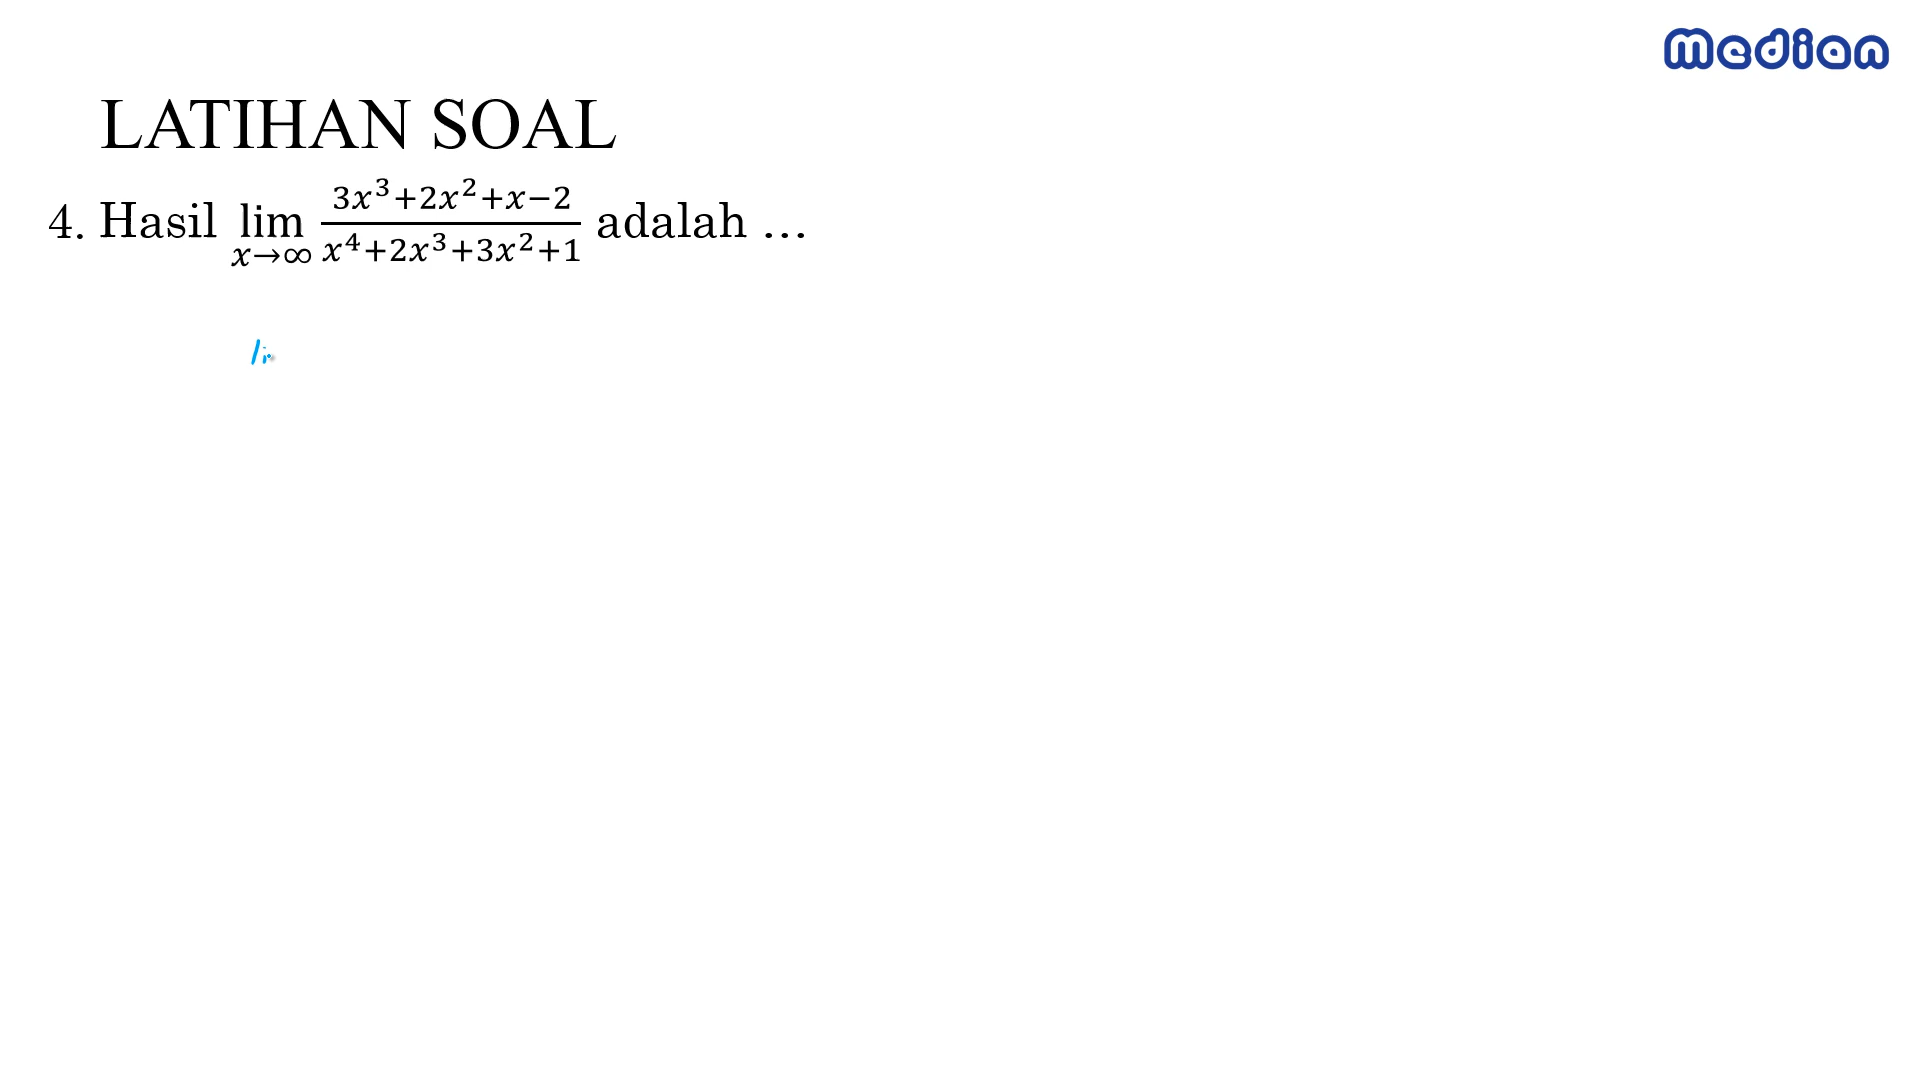 Median
LATIHAN SOAL
4. Hasil lim x→∞ (3x³+2x²+x−2)/(x⁴+2x³+3x²+1) adalah ...